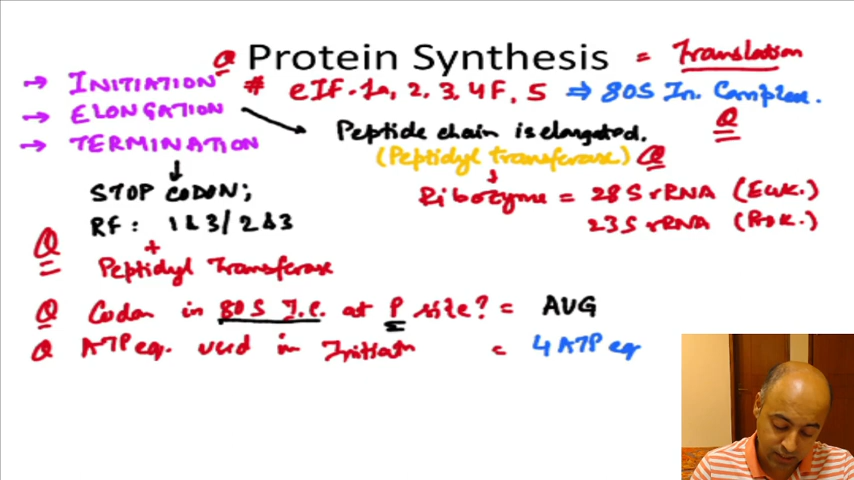 Q Protein Synthesis = Translation
→ INITIATION # eIF-1a, 2, 3, 4F, 5 ⇒ 80S In. Complex.
→ ELONGATION Peptide chain is elongated. Q
→ TERMINATION (Peptidyl transferase) Q
STOP CODON; Ribozyme = 28S rRNA (Euk.)
RF: 1&3/2&3 23S rRNA (Prok.)
Q + Peptidyl Transferase
Q Codon in 80S I.C. at P site? = AUG
Q ATP eq. used in Initiatn = 4 ATP eq